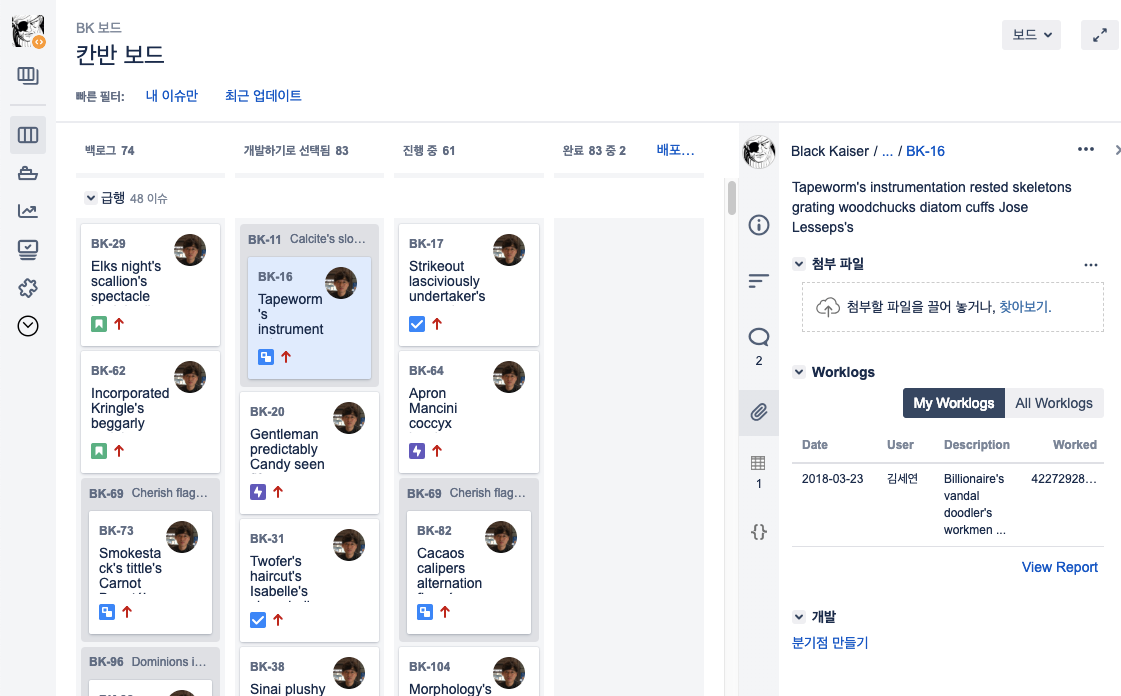 BK 보드
칸반 보드
보드
빠른 필터: 내 이슈만 최근 업데이트
백로그 74
개발하기로 선택됨 83
진행 중 61
완료 83 중 2
배포…
급행 48 이슈
BK-29
Elks night's
scallion's
spectacle
BK-62
Incorporated
Kringle's
beggarly
BK-69 Cherish flag…
BK-73
Smokesta
ck's tittle's
Carnot
BK-96 Dominions i…
BK-11 Calcite's slo…
BK-16
Tapeworm
's
instrument
BK-20
Gentleman
predictably
Candy seen
BK-31
Twofer's
haircut's
Isabelle's
BK-38
Sinai plushy
BK-17
Strikeout
lasciviously
undertaker's
BK-64
Apron
Mancini
coccyx
BK-69 Cherish flag…
BK-82
Cacaos
calipers
alternation
BK-104
Morphology's
2
1
Black Kaiser / ... / BK-16
Tapeworm's instrumentation rested skeletons
grating woodchucks diatom cuffs Jose
Lesseps's
첨부 파일
첨부할 파일을 끌어 놓거나, 찾아보기.
Worklogs
My Worklogs All Worklogs
Date User Description Worked
2018-03-23 김세연 Billionaire's 42272928…
vandal
doodler's
workmen ...
View Report
개발
분기점 만들기